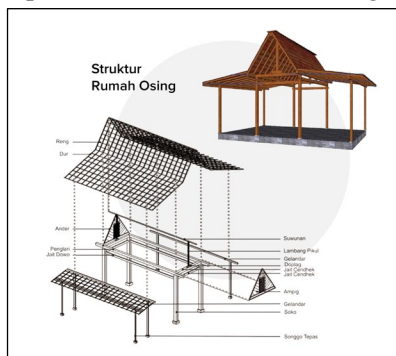 Struktur
Rumah Osing
Reng
Dur
Ander
Penglari
Jait Dowo
Suwunan
Lambang Pikul
Gelandar
Doplag
Jait Cendhek
Jait Cendhek
Ampig
Gelandar
Soko
Songgo Tepas